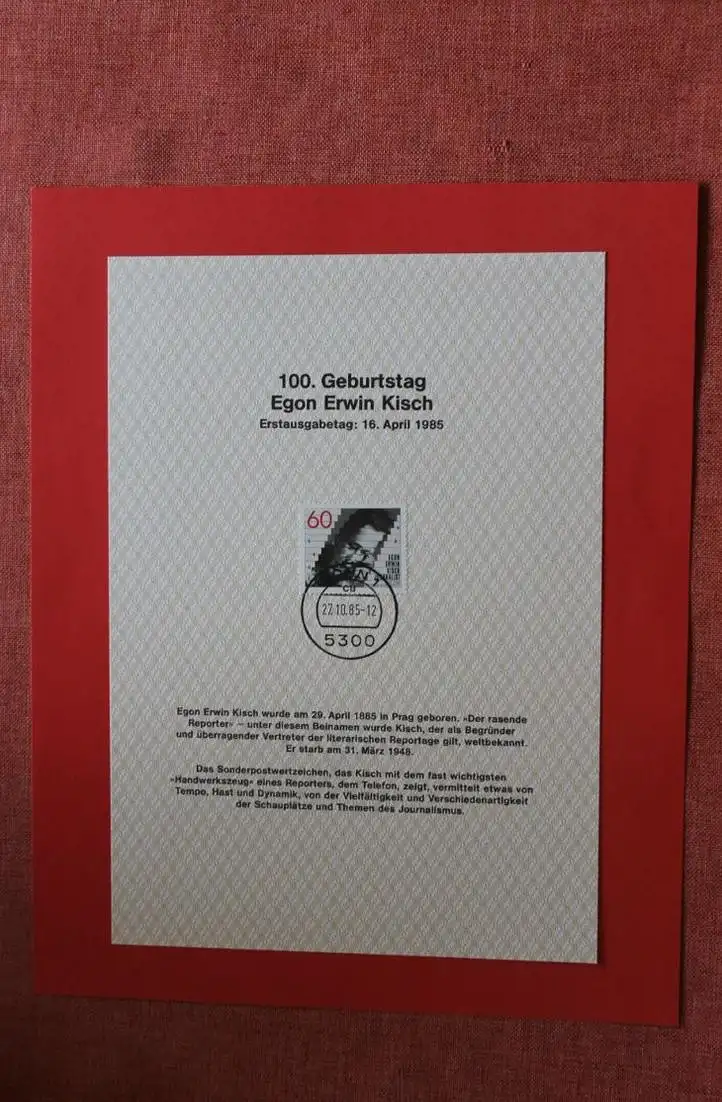 100. Geburtstag
Egon Erwin Kisch
Erstausgabetag: 16. April 1985
60
EGON
ERWIN
KISCH
27.10.85-12
5300
Egon Erwin Kisch wurde am 29. April 1885 in Prag geboren. »Der rasende
Reporter« – unter diesem Beinamen wurde Kisch, der als Begründer
und überragender Vertreter der literarischen Reportage gilt, weltbekannt.
Er starb am 31. März 1948.
Das Sonderpostwertzeichen, das Kisch mit dem fast wichtigsten
»Handwerkszeug« eines Reporters, dem Telefon, zeigt, vermittelt etwas von
Tempo, Hast und Dynamik, von der Vielfältigkeit und Verschiedenartigkeit
der Schauplätze und Themen des Journalismus.